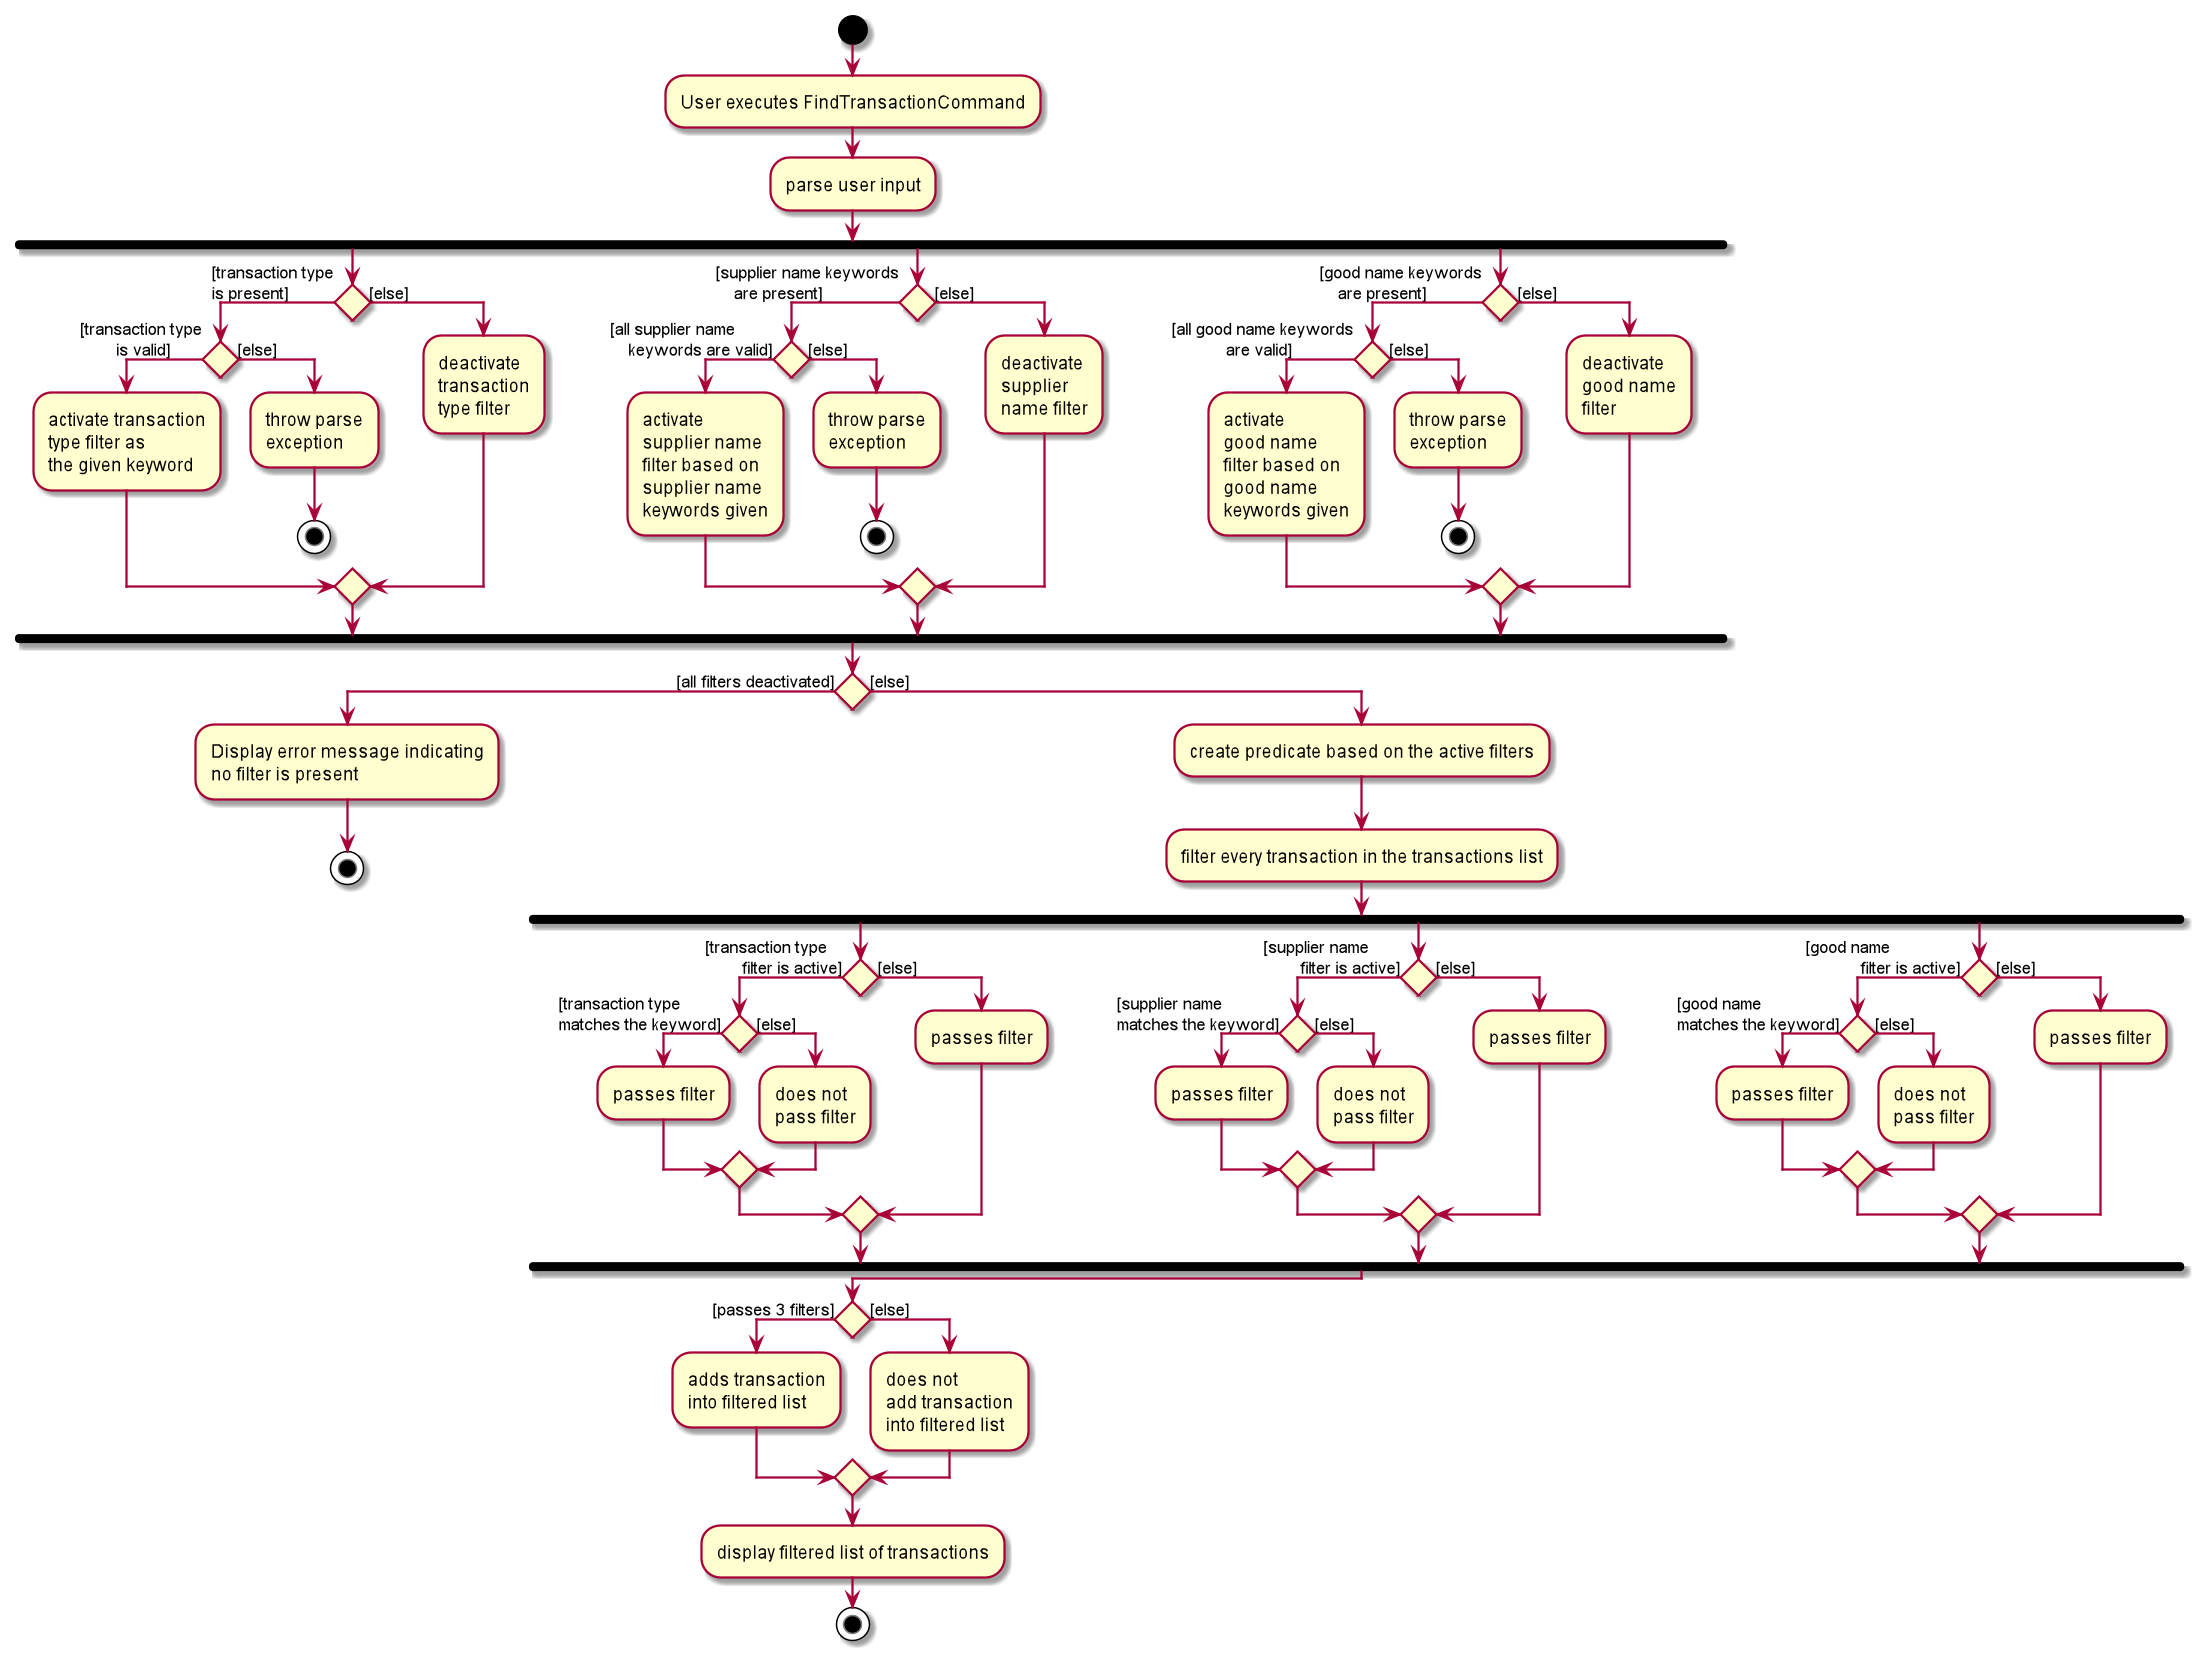 User executes FindTransactionCommand
parse user input
[transaction type
is present]
[else]
[transaction type
is valid]
[else]
activate transaction
type filter as
the given keyword
throw parse
exception
deactivate
transaction
type filter
[supplier name keywords
are present]
[else]
[all supplier name
keywords are valid]
[else]
activate
supplier name
filter based on
supplier name
keywords given
throw parse
exception
deactivate
supplier
name filter
[good name keywords
are present]
[else]
[all good name keywords
are valid]
[else]
activate
good name
filter based on
good name
keywords given
throw parse
exception
deactivate
good name
filter
[all filters deactivated]
[else]
Display error message indicating
no filter is present
create predicate based on the active filters
filter every transaction in the transactions list
[transaction type
filter is active]
[else]
[transaction type
matches the keyword]
[else]
passes filter
does not
pass filter
passes filter
[supplier name
filter is active]
[else]
[supplier name
matches the keyword]
[else]
passes filter
does not
pass filter
passes filter
[good name
filter is active]
[else]
[good name
matches the keyword]
[else]
passes filter
does not
pass filter
passes filter
[passes 3 filters]
[else]
adds transaction
into filtered list
does not
add transaction
into filtered list
display filtered list of transactions